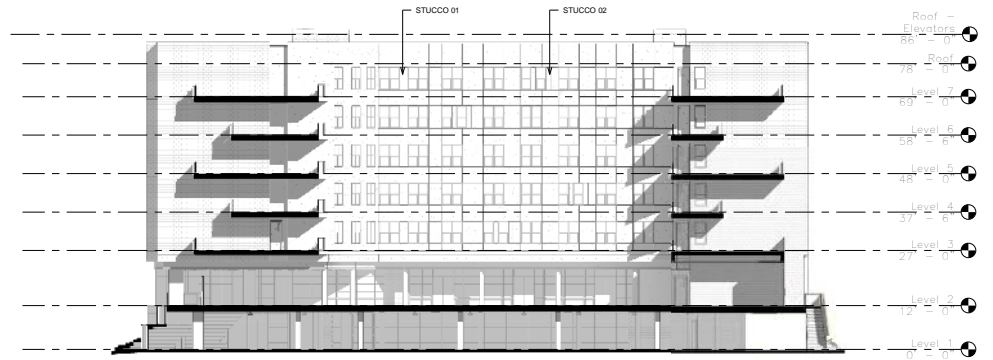 STUCCO 01
STUCCO 02
Roof –
Elevators
86' – 0"
Roof
78' – 0"
Level 7
69' – 0"
Level 6
58' – 6"
Level 5
48' – 0"
Level 4
37' – 6"
Level 3
27' – 0"
Level 2
12' – 0"
Level 1
0' – 0"